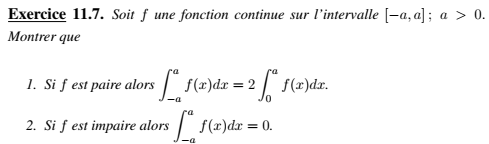 Exercice 11.7. Soit f une fonction continue sur l'intervalle [−a, a] ; a > 0.
Montrer que
1. Si f est paire alors ∫_{−a}^{a} f(x)dx = 2 ∫_{0}^{a} f(x)dx.
2. Si f est impaire alors ∫_{−a}^{a} f(x)dx = 0.